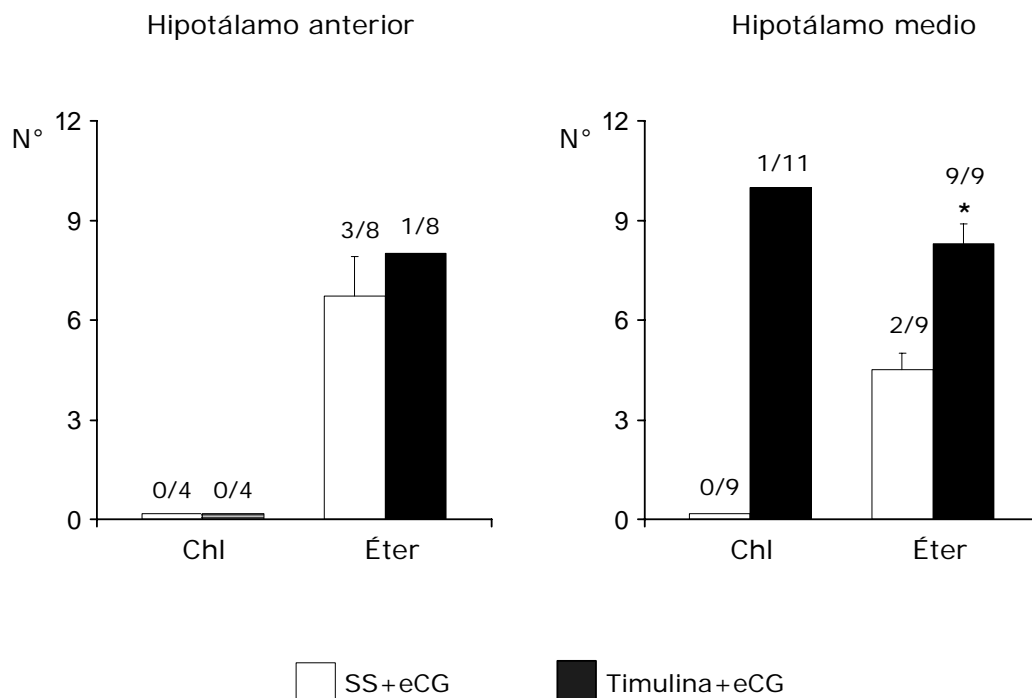 Hipotálamo anterior
Hipotálamo medio
N°
12
9
6
3
0
0/4
0/4
3/8
1/8
Chl
Éter
N°
12
9
6
3
0
0/9
1/11
2/9
9/9
*
Chl
Éter
SS+eCG
Timulina+eCG